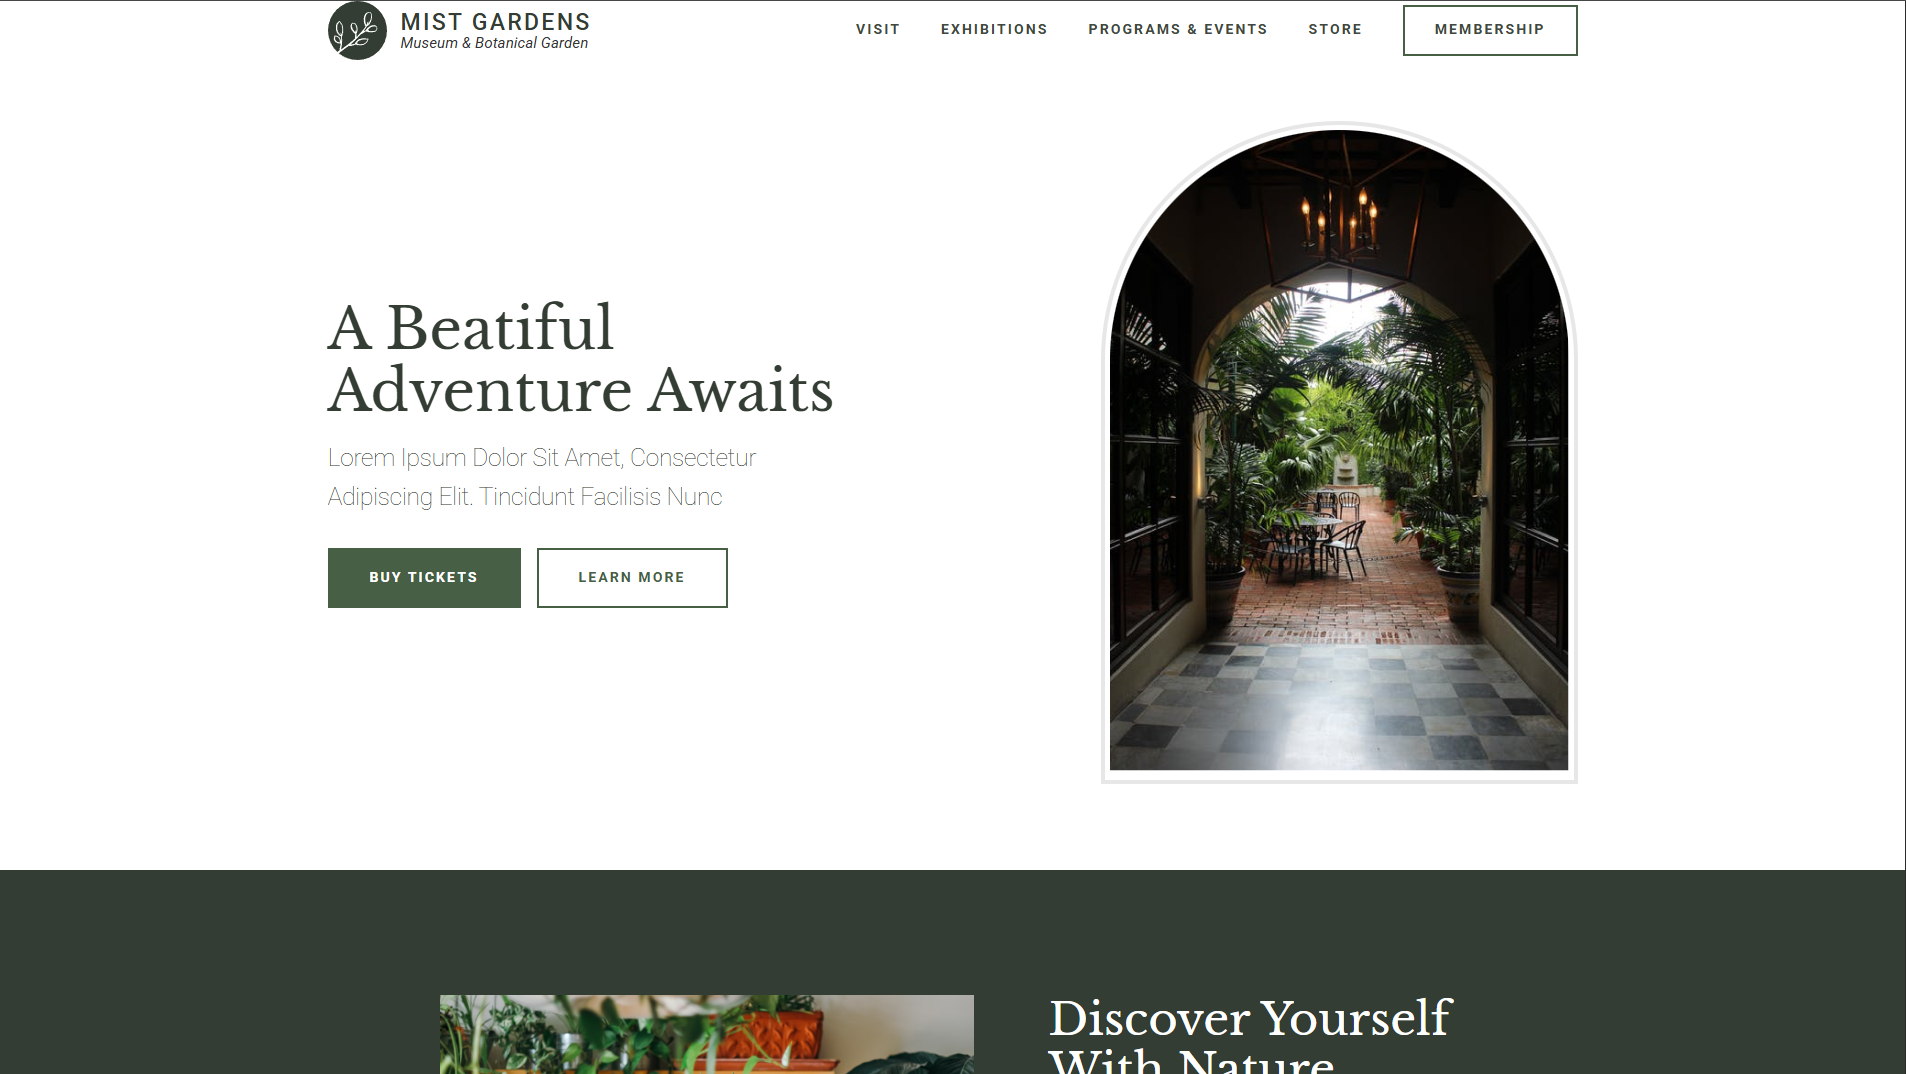 MIST GARDENS
Museum & Botanical Garden
VISIT
EXHIBITIONS
PROGRAMS & EVENTS
STORE
MEMBERSHIP
A Beatiful
Adventure Awaits
Lorem Ipsum Dolor Sit Amet, Consectetur
Adipiscing Elit. Tincidunt Facilisis Nunc
BUY TICKETS
LEARN MORE
Discover Yourself
With Nature